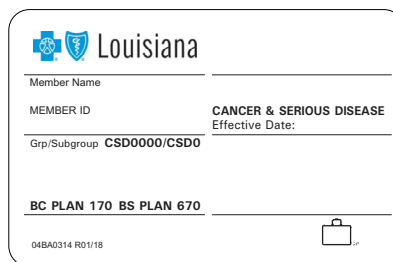 Louisiana
Member Name
MEMBER ID
CANCER & SERIOUS DISEASE
Effective Date:
Grp/Subgroup CSD0000/CSD0
BC PLAN 170 BS PLAN 670
04BA0314 R01/18